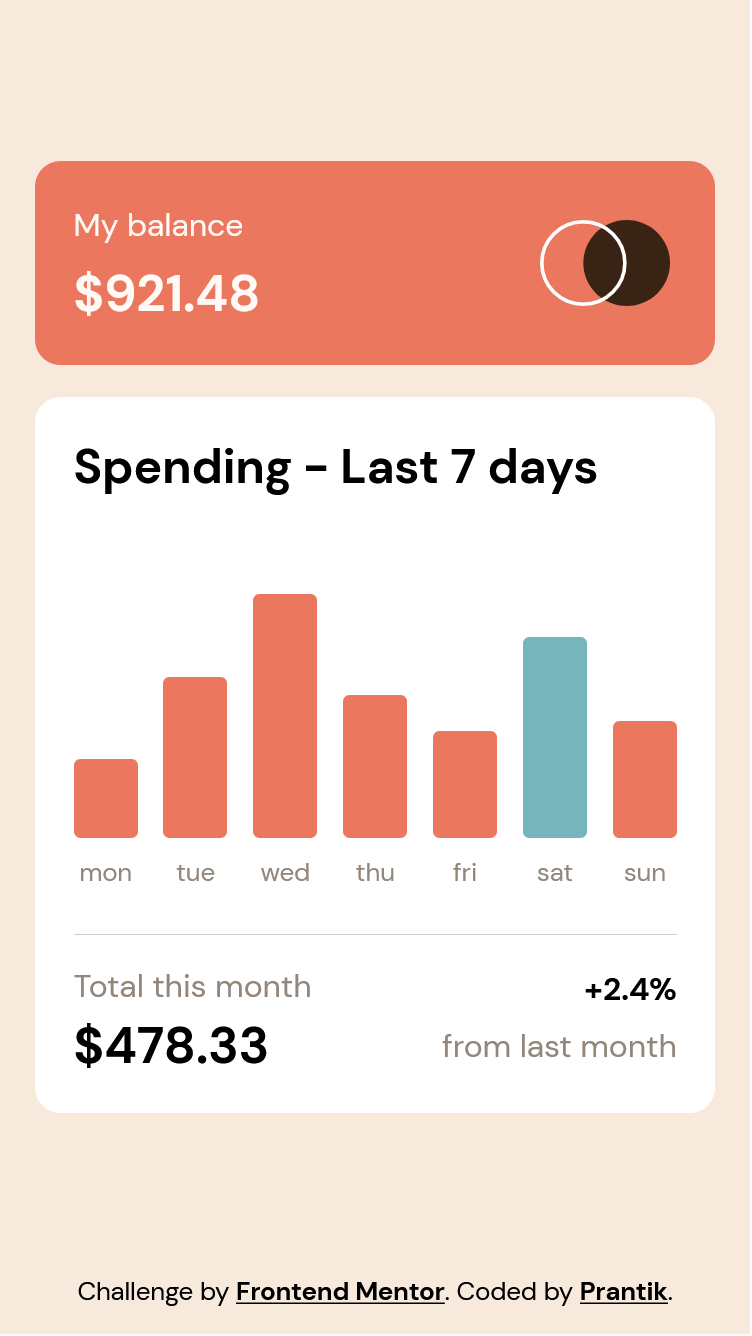 My balance
$921.48
Spending - Last 7 days
mon tue wed thu fri sat sun
Total this month
+2.4%
$478.33
from last month
Challenge by Frontend Mentor. Coded by Prantik.